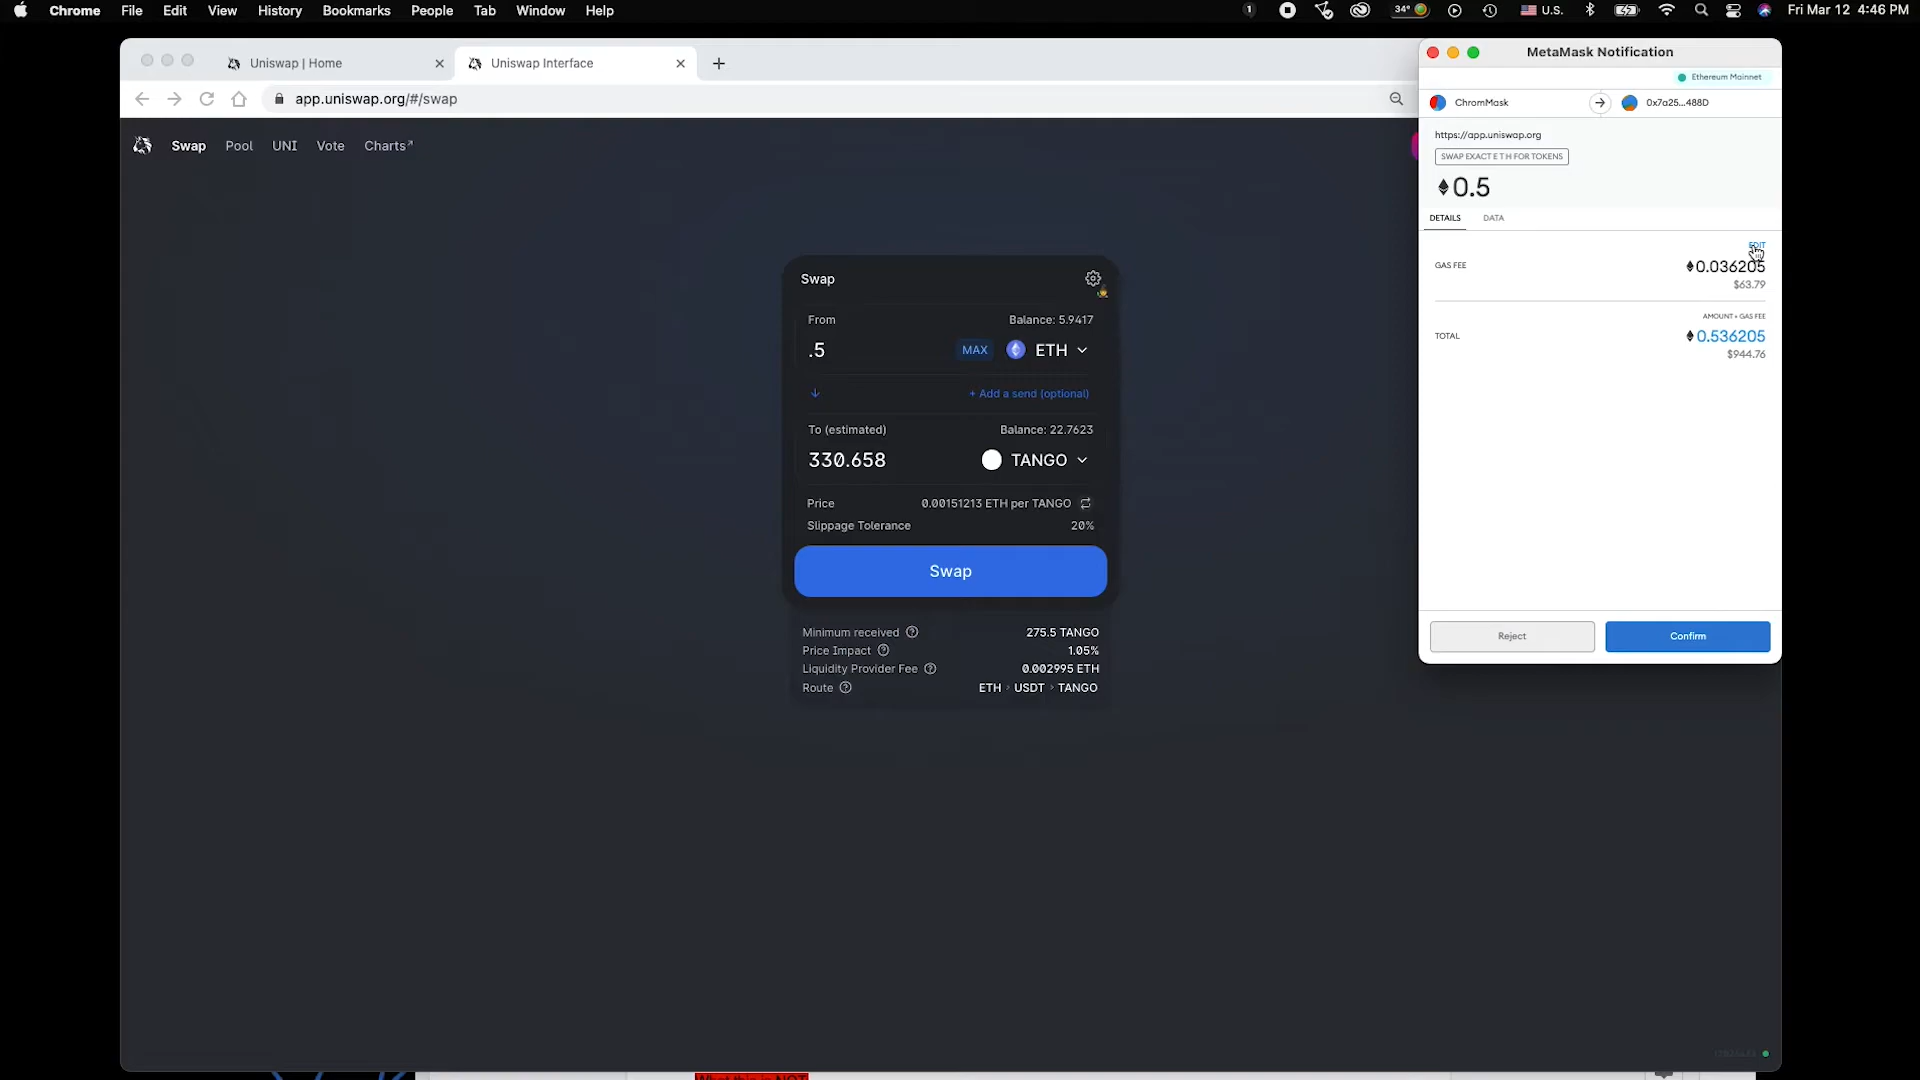 Chrome File Edit View History Bookmarks People Tab Window Help 34° 1 U.S. Fri Mar 12 4:46 PM
Uniswap | Home
Uniswap Interface
app.uniswap.org/#/swap
Swap Pool UNI Vote Charts↗
Swap
From Balance: 5.9417
.5 MAX ETH
+ Add a send (optional)
To (estimated) Balance: 22.7623
330.658 TANGO
Price 0.00151213 ETH per TANGO
Slippage Tolerance 20%
Swap
Minimum received 275.5 TANGO
Price Impact 1.05%
Liquidity Provider Fee 0.002995 ETH
Route ETH > USDT > TANGO
MetaMask Notification
Ethereum Mainnet
ChromMask 0x7a25...488D
https://app.uniswap.org
SWAP EXACT E T H FOR TOKENS
0.5
DETAILS DATA
EDIT
GAS FEE 0.036205
$63.79
AMOUNT + GAS FEE
TOTAL 0.536205
$944.76
Reject Confirm